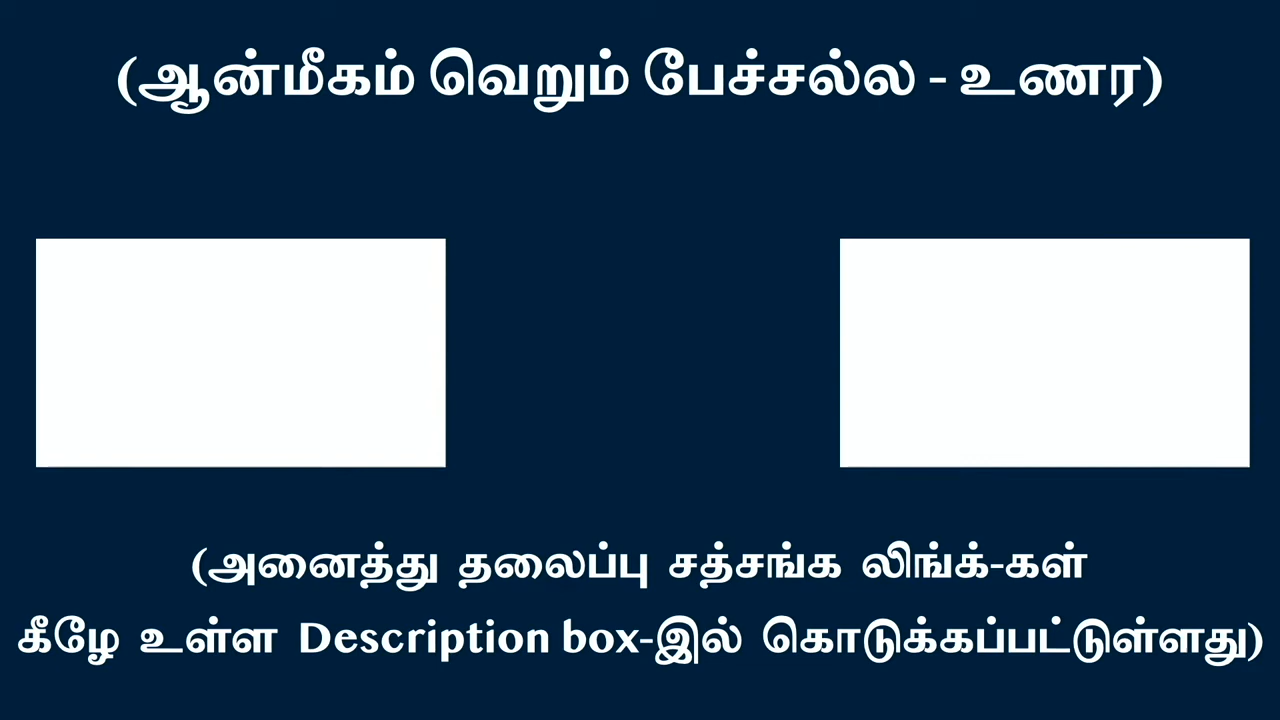 (ஆன்மீகம் வெறும் பேச்சல்ல - உணர)
(அனைத்து தலைப்பு சத்சங்க லிங்க்-கள்
கீழே உள்ள Description box-இல் கொடுக்கப்பட்டுள்ளது)